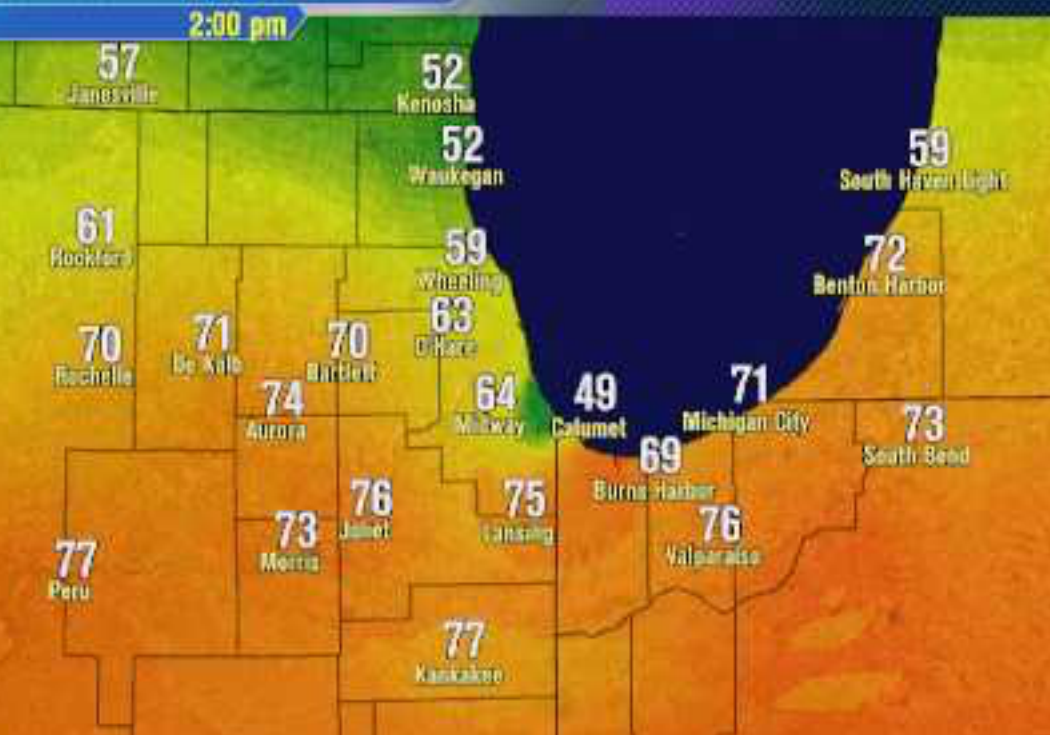 2:00 pm
57
Janesville
52
Kenosha
52
Waukegan
59
South Haven Light
61
Rockford
59
Wheeling
72
Benton Harbor
63
O'Hare
70
Rochelle
71
De Kalb
70
Bartlett
74
Aurora
64
Midway
49
Calumet
71
Michigan City
73
South Bend
69
Burns Harbor
76
Joliet
75
Lansing
76
Valparaiso
73
Morris
77
Peru
77
Kankakee